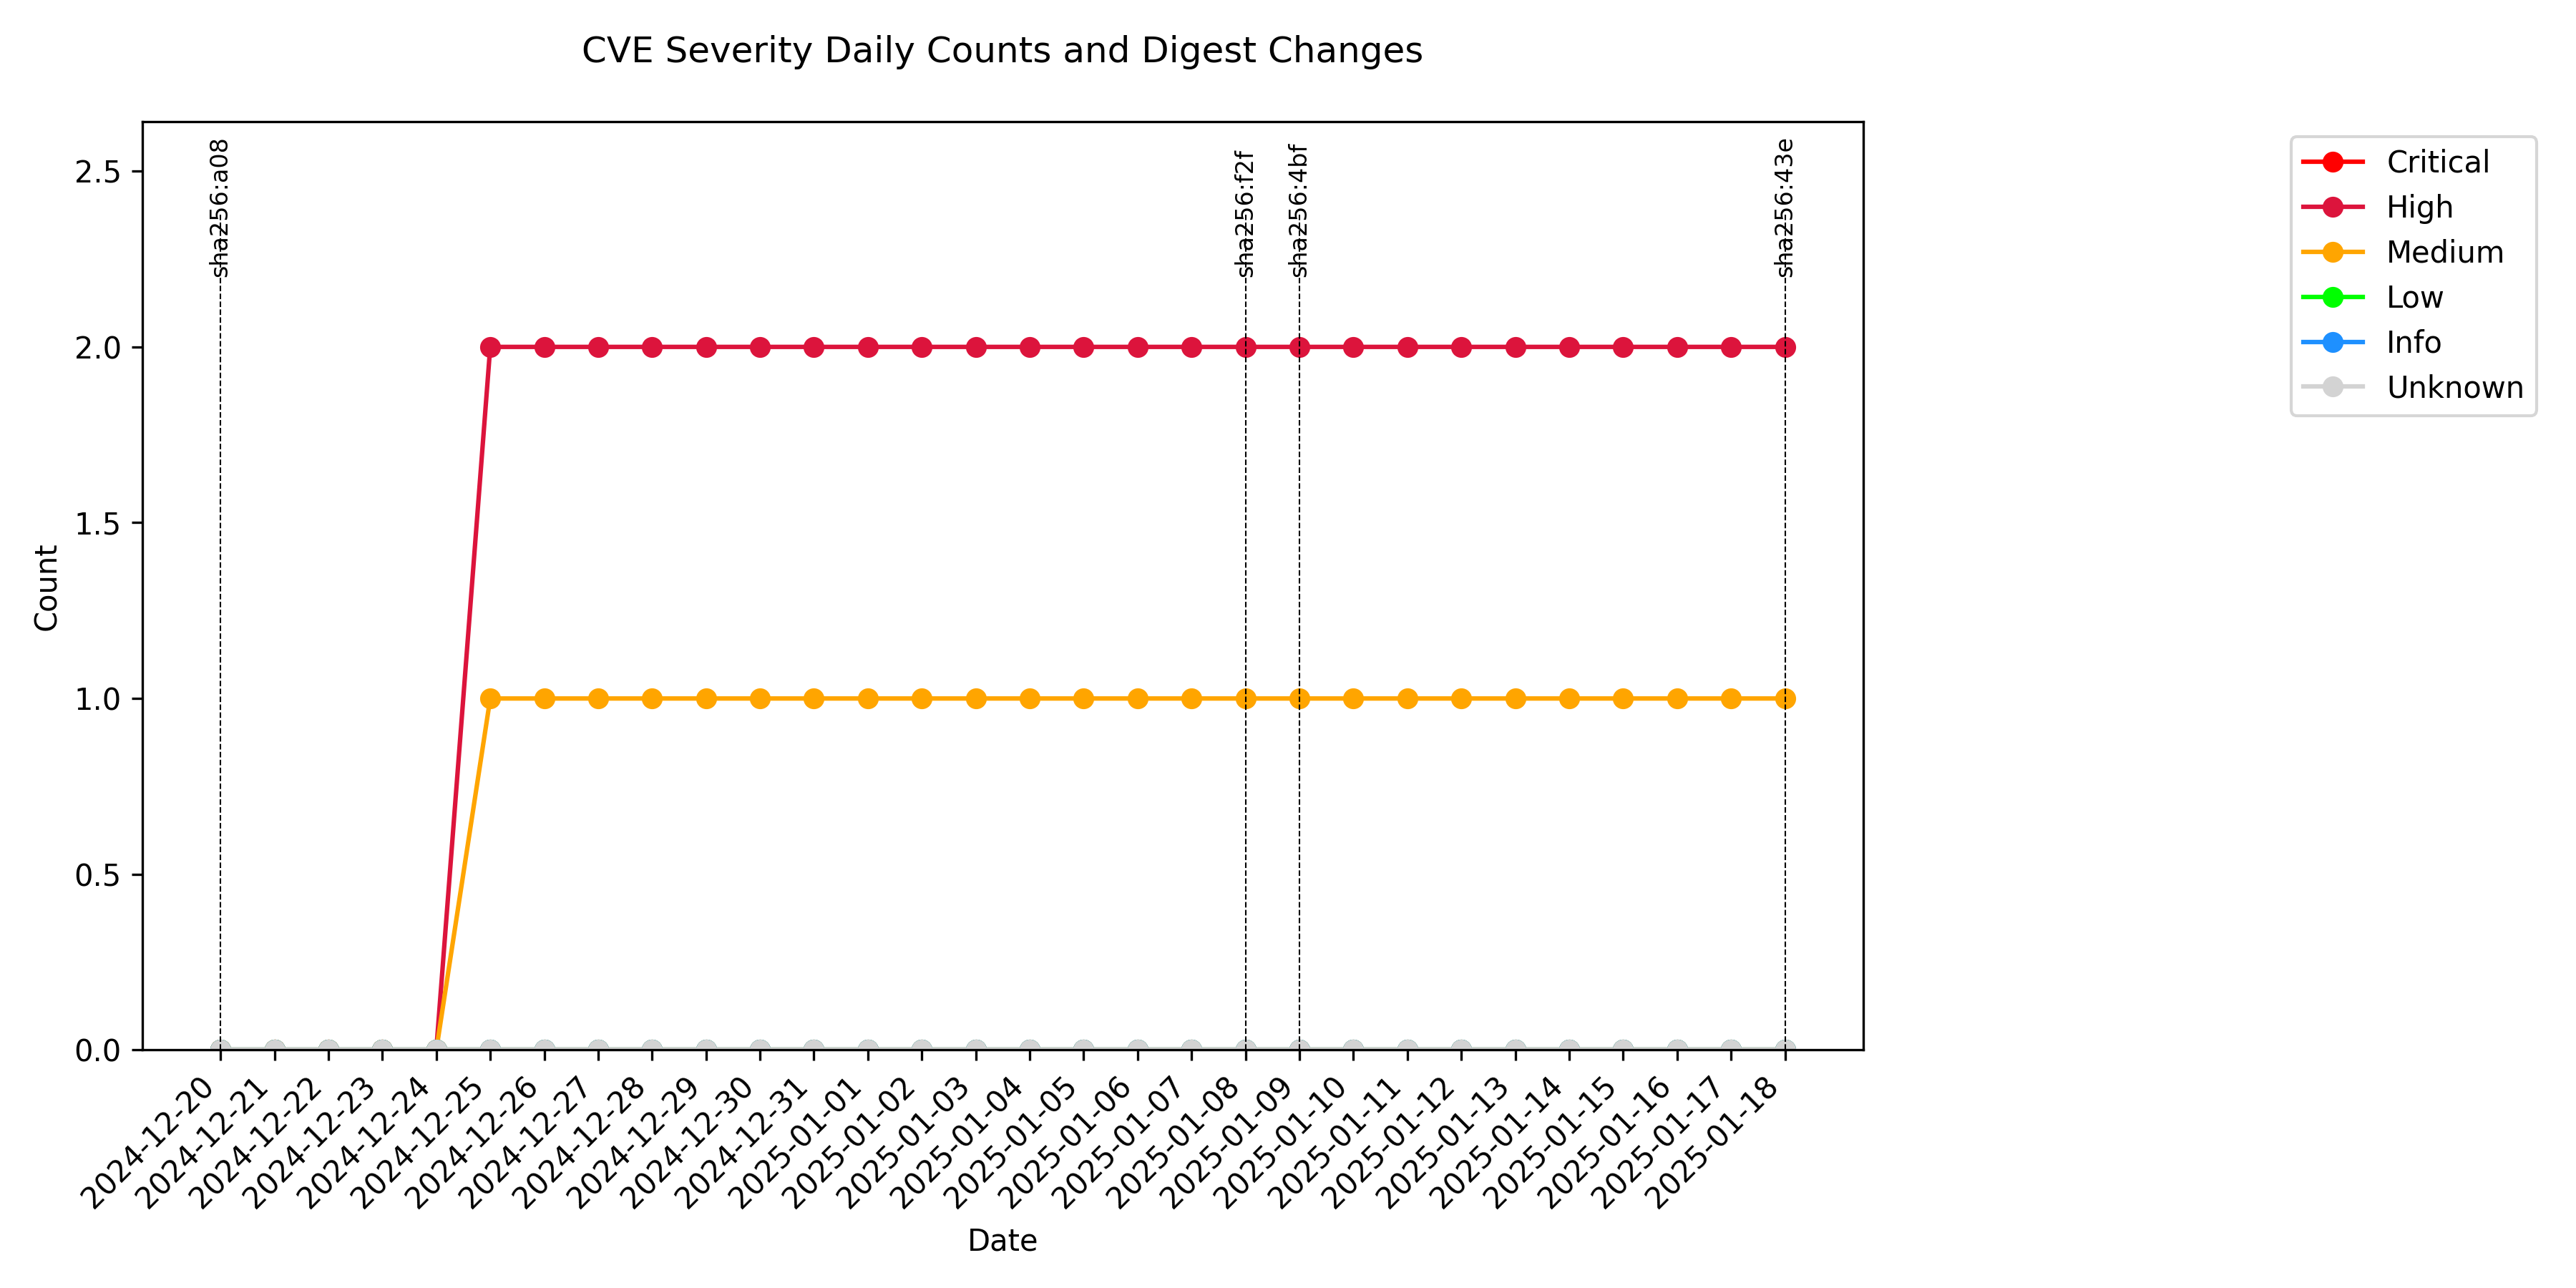 CVE Severity Daily Counts and Digest Changes
sha256:a08
sha256:f2f
sha256:4bf
sha256:43e
Critical
High
Medium
Low
Info
Unknown
2.5
2.0
1.5
1.0
0.5
0.0
Count
2024-12-20
2024-12-21
2024-12-22
2024-12-23
2024-12-24
2024-12-25
2024-12-26
2024-12-27
2024-12-28
2024-12-29
2024-12-30
2024-12-31
2025-01-01
2025-01-02
2025-01-03
2025-01-04
2025-01-05
2025-01-06
2025-01-07
2025-01-08
2025-01-09
2025-01-10
2025-01-11
2025-01-12
2025-01-13
2025-01-14
2025-01-15
2025-01-16
2025-01-17
2025-01-18
Date